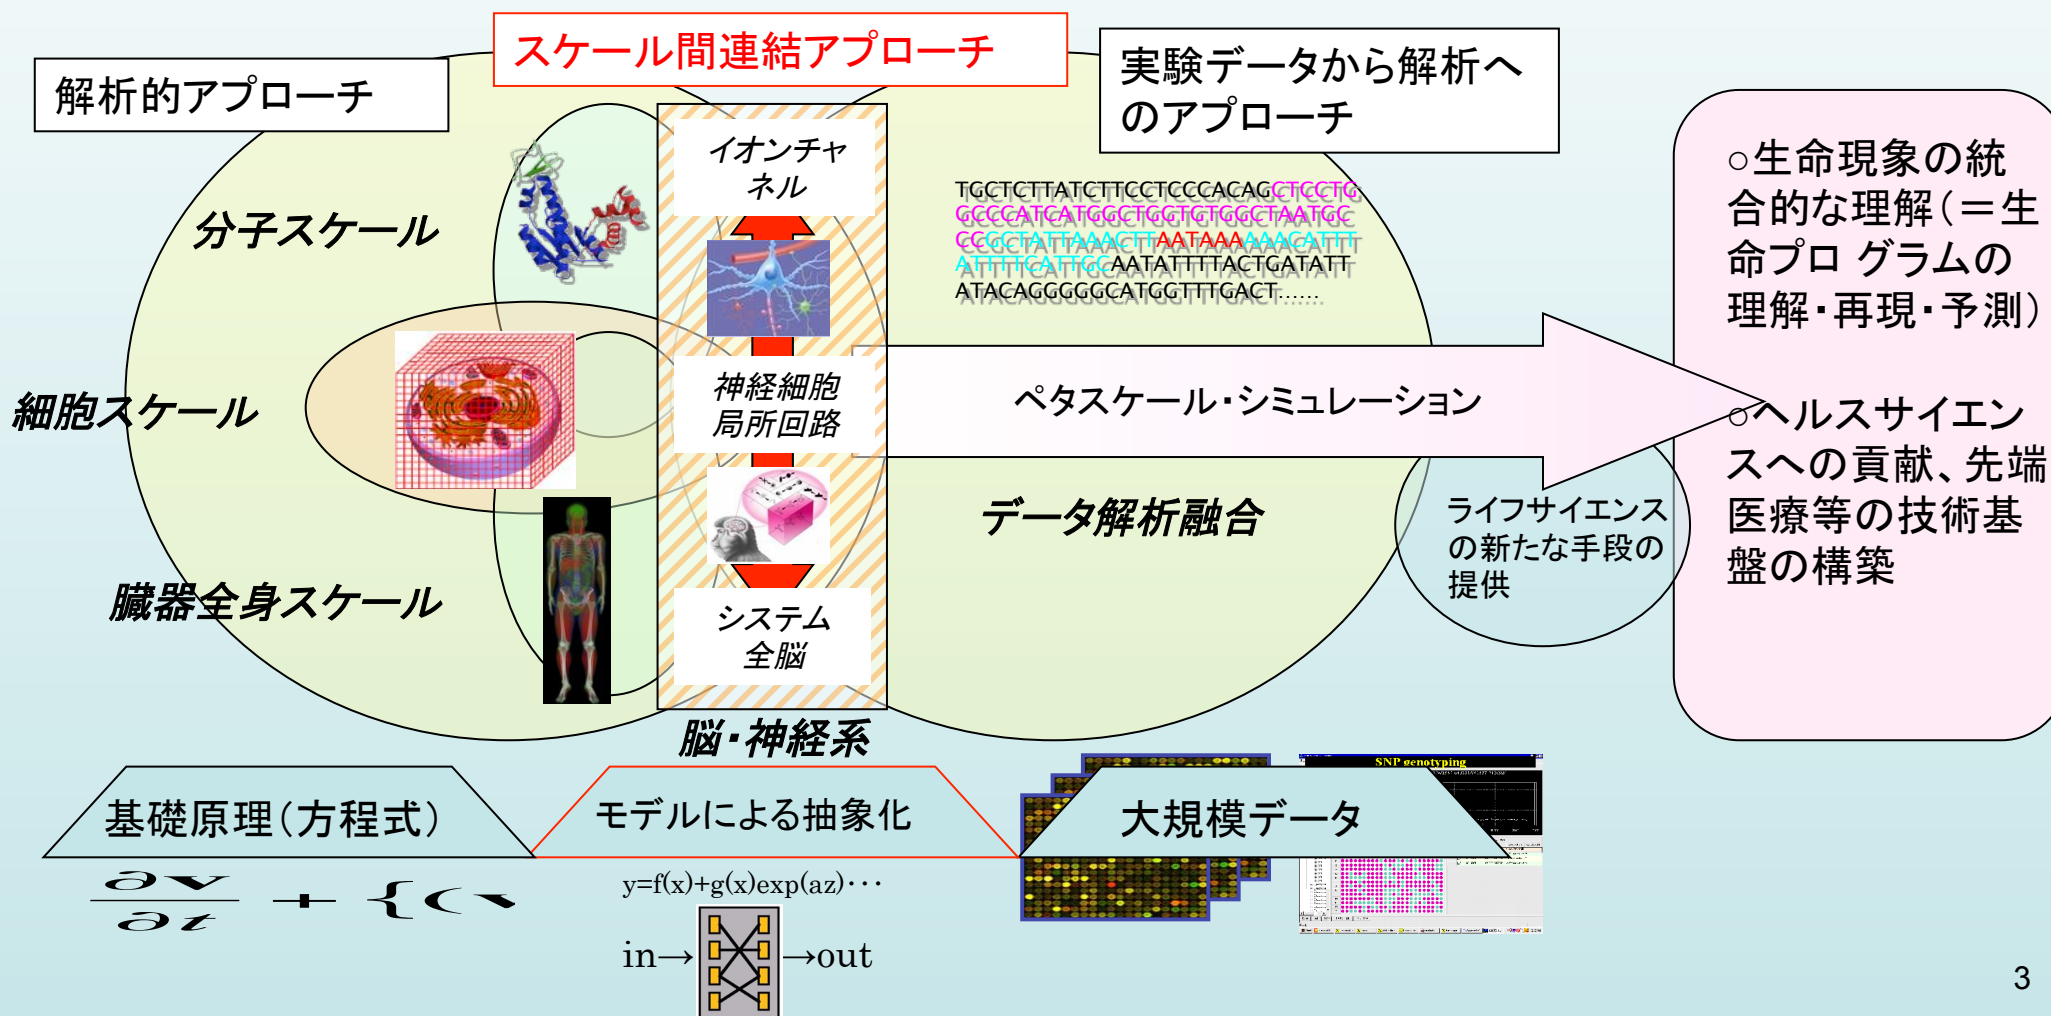 スケール間連結アプローチ
解析的アプローチ
実験データから解析へ
のアプローチ
イオンチャ
ネル
分子スケール
TGCTCTTATCTTCCTCCCACAGCTCCTG
GCCCATCATGGCTGGTGTGGCTAATGC
CCGCTATTAAACTTAATAAAAAACATTT
ATTTTCATTGCAATATTTTACTGATATT
ATACAGGGGGCATGGTTTGACT……
○生命現象の統
合的な理解(＝生
命プロ グラムの
理解・再現・予測)
細胞スケール
神経細胞
局所回路
ペタスケール・シミュレーション
○ヘルスサイエン
スへの貢献、先端
医療等の技術基
盤の構築
データ解析融合
ライフサイエンス
の新たな手段の
提供
臓器全身スケール
システム
全脳
脳・神経系
基礎原理(方程式)
モデルによる抽象化
大規模データ
SNP genotyping
∂v
∂t
+ {(
y=f(x)+g(x)exp(az)・・・
in→
→out
3